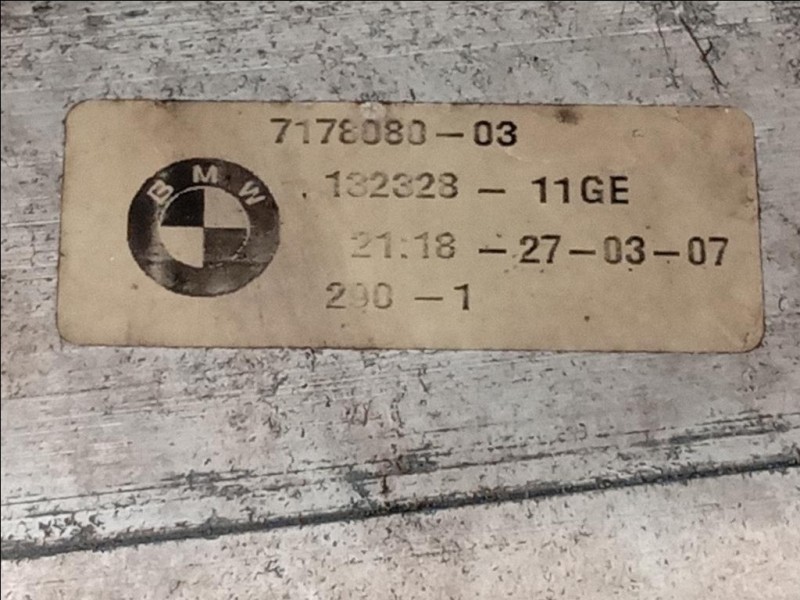 7178080-03
BMW
132328 - 11GE
21:18 - 27-03-07
290 - 1